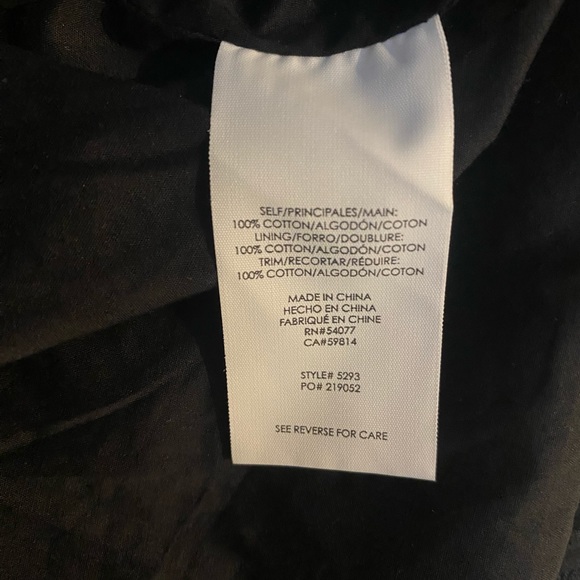 SELF/PRINCIPALES/MAIN:
100% COTTON/ALGODÓN/COTON
LINING/FORRO/DOUBLURE:
100% COTTON/ALGODÓN/COTON
TRIM/RECORTAR/RÉDUIRE:
100% COTTON/ALGODÓN/COTON
MADE IN CHINA
HECHO EN CHINA
FABRIQUÉ EN CHINE
RN#54077
CA#59814
STYLE# 5293
PO# 219052
SEE REVERSE FOR CARE